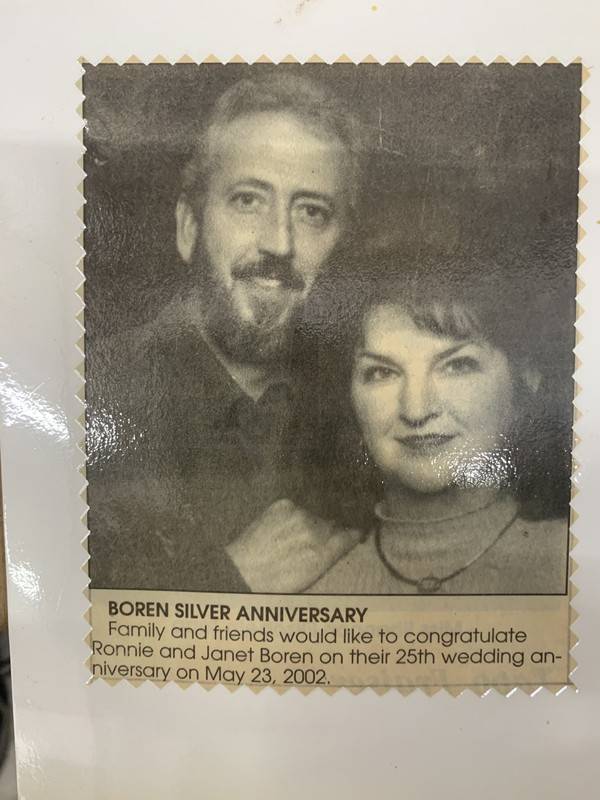 BOREN SILVER ANNIVERSARY
Family and friends would like to congratulate
Ronnie and Janet Boren on their 25th wedding an-
niversary on May 23, 2002.